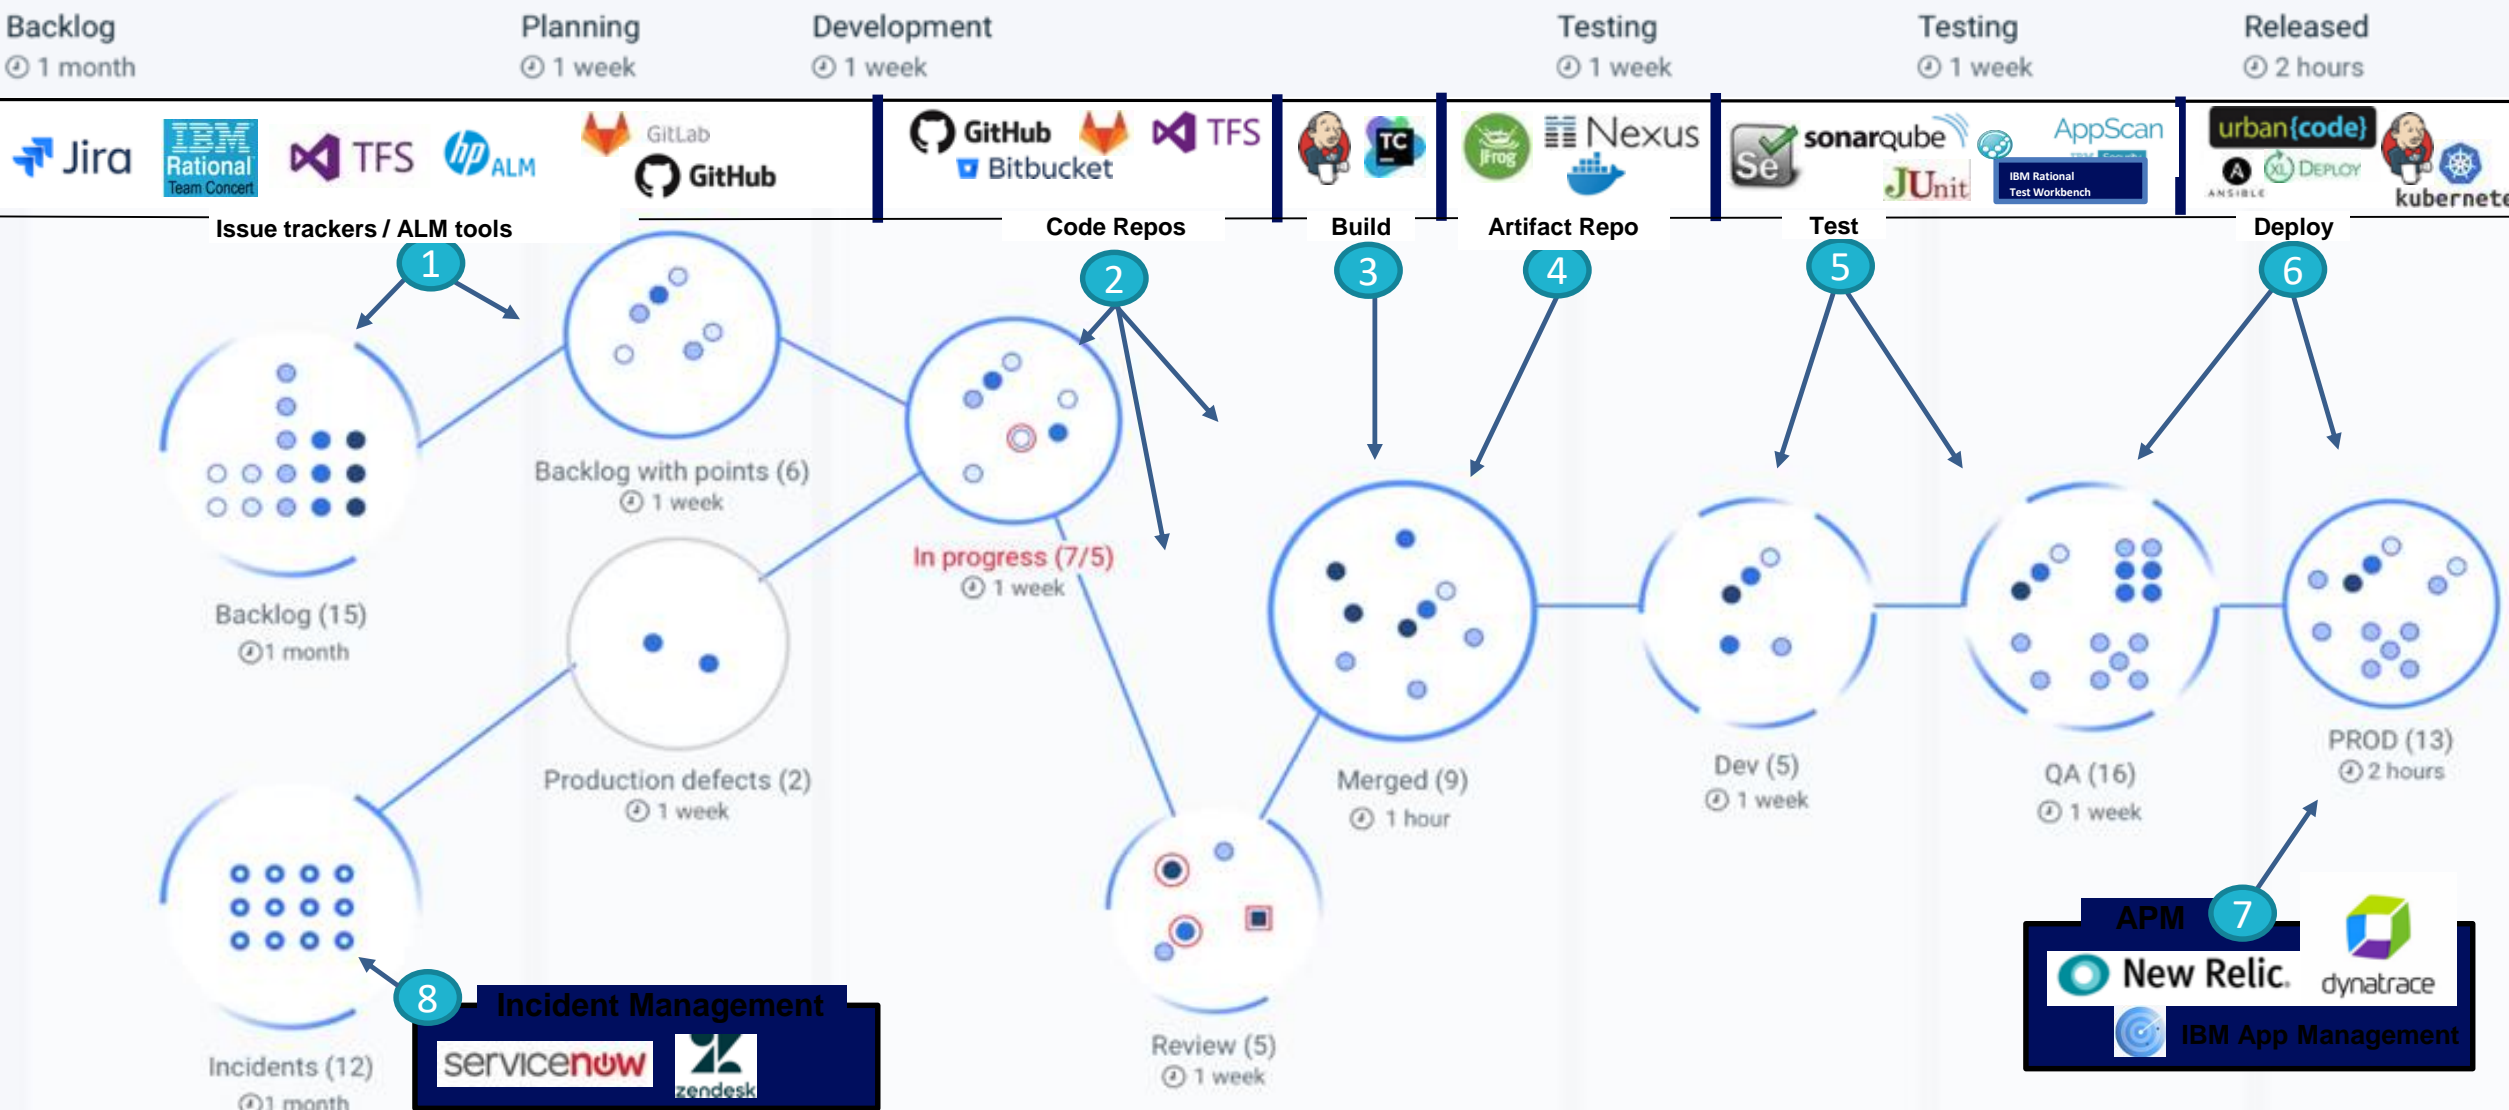 Backlog
1 month
Planning
1 week
Development
1 week
Testing
1 week
Testing
1 week
Released
2 hours
Jira
IBM
Rational
Team Concert
TFS
hp
ALM
GitLab
GitHub
GitHub
Bitbucket
TFS
TC
JFrog
Nexus
Se
sonarqube
JUnit
AppScan
IBM Rational
Test Workbench
urban{code}
A
ANSIBLE
XL DEPLOY
kubernete
Issue trackers / ALM tools
Code Repos
Build
Artifact Repo
Test
Deploy
1
2
3
4
5
6
Backlog (15)
1 month
Backlog with points (6)
1 week
Production defects (2)
1 week
In progress (7/5)
1 week
Merged (9)
1 hour
Dev (5)
1 week
QA (16)
1 week
PROD (13)
2 hours
Incidents (12)
1 month
Review (5)
1 week
8
Incident Management
servicenow
zendesk
APM
7
New Relic.
dynatrace
IBM App Management